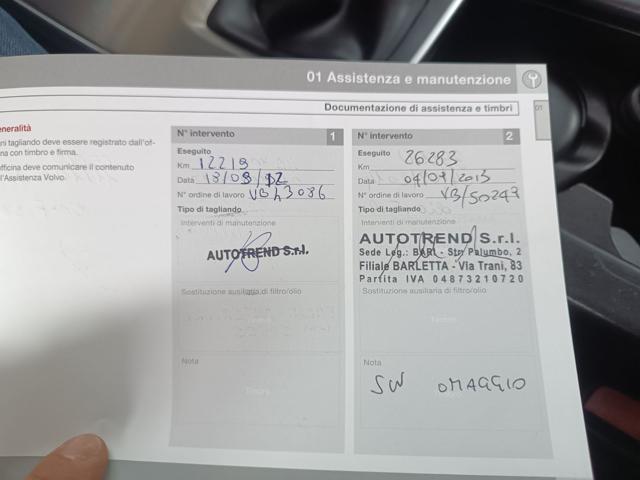 01 Assistenza e manutenzione
01
Documentazione di assistenza e timbri
eneralità
ni tagliando deve essere registrato dall'of-
na con timbro e firma.
fficina deve comunicare il contenuto
l'Assistenza Volvo.
N° intervento 1
Eseguito
Km 12219
Data 18/09/12
N° ordine di lavoro VB43086
Tipo di tagliando
Interventi di manutenzione
AUTOTREND S.r.l.
Sostituzione ausiliaria di filtro/olio
Nota
N° intervento 2
Eseguito
Km 26283
Data 04/07/2013
N° ordine di lavoro VB/50247
Tipo di tagliando
Interventi di manutenzione
AUTOTREND S.r.l.
Sede Leg.: BARI - Str. Palumbo, 2
Filiale BARLETTA - Via Trani, 83
Partita IVA 04873210720
Sostituzione ausiliaria di filtro/olio
Nota
SW OMAGGIO